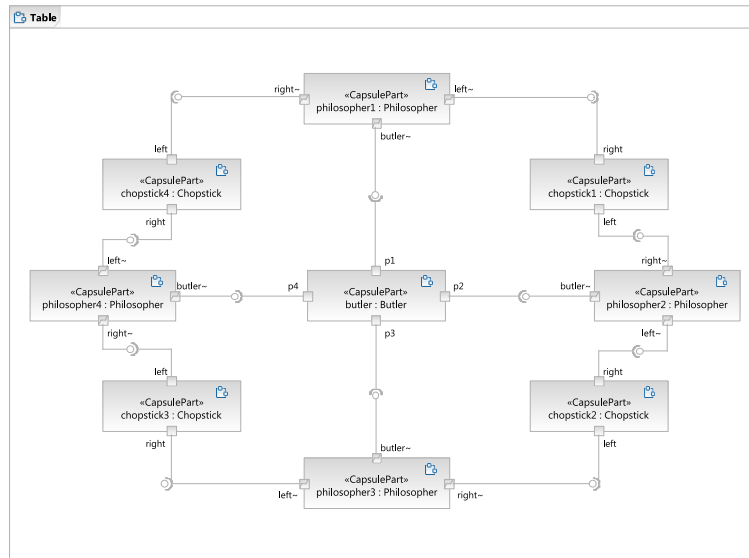 Table
right~
«CapsulePart»
philosopher1 : Philosopher
left~
butler~
left
«CapsulePart»
chopstick4 : Chopstick
right
right
«CapsulePart»
chopstick1 : Chopstick
left
left~
«CapsulePart»
philosopher4 : Philosopher
butler~
right~
p1
p4
«CapsulePart»
butler : Butler
p2
p3
right~
butler~
«CapsulePart»
philosopher2 : Philosopher
left~
left
«CapsulePart»
chopstick3 : Chopstick
right
right
«CapsulePart»
chopstick2 : Chopstick
left
butler~
«CapsulePart»
philosopher3 : Philosopher
left~
right~